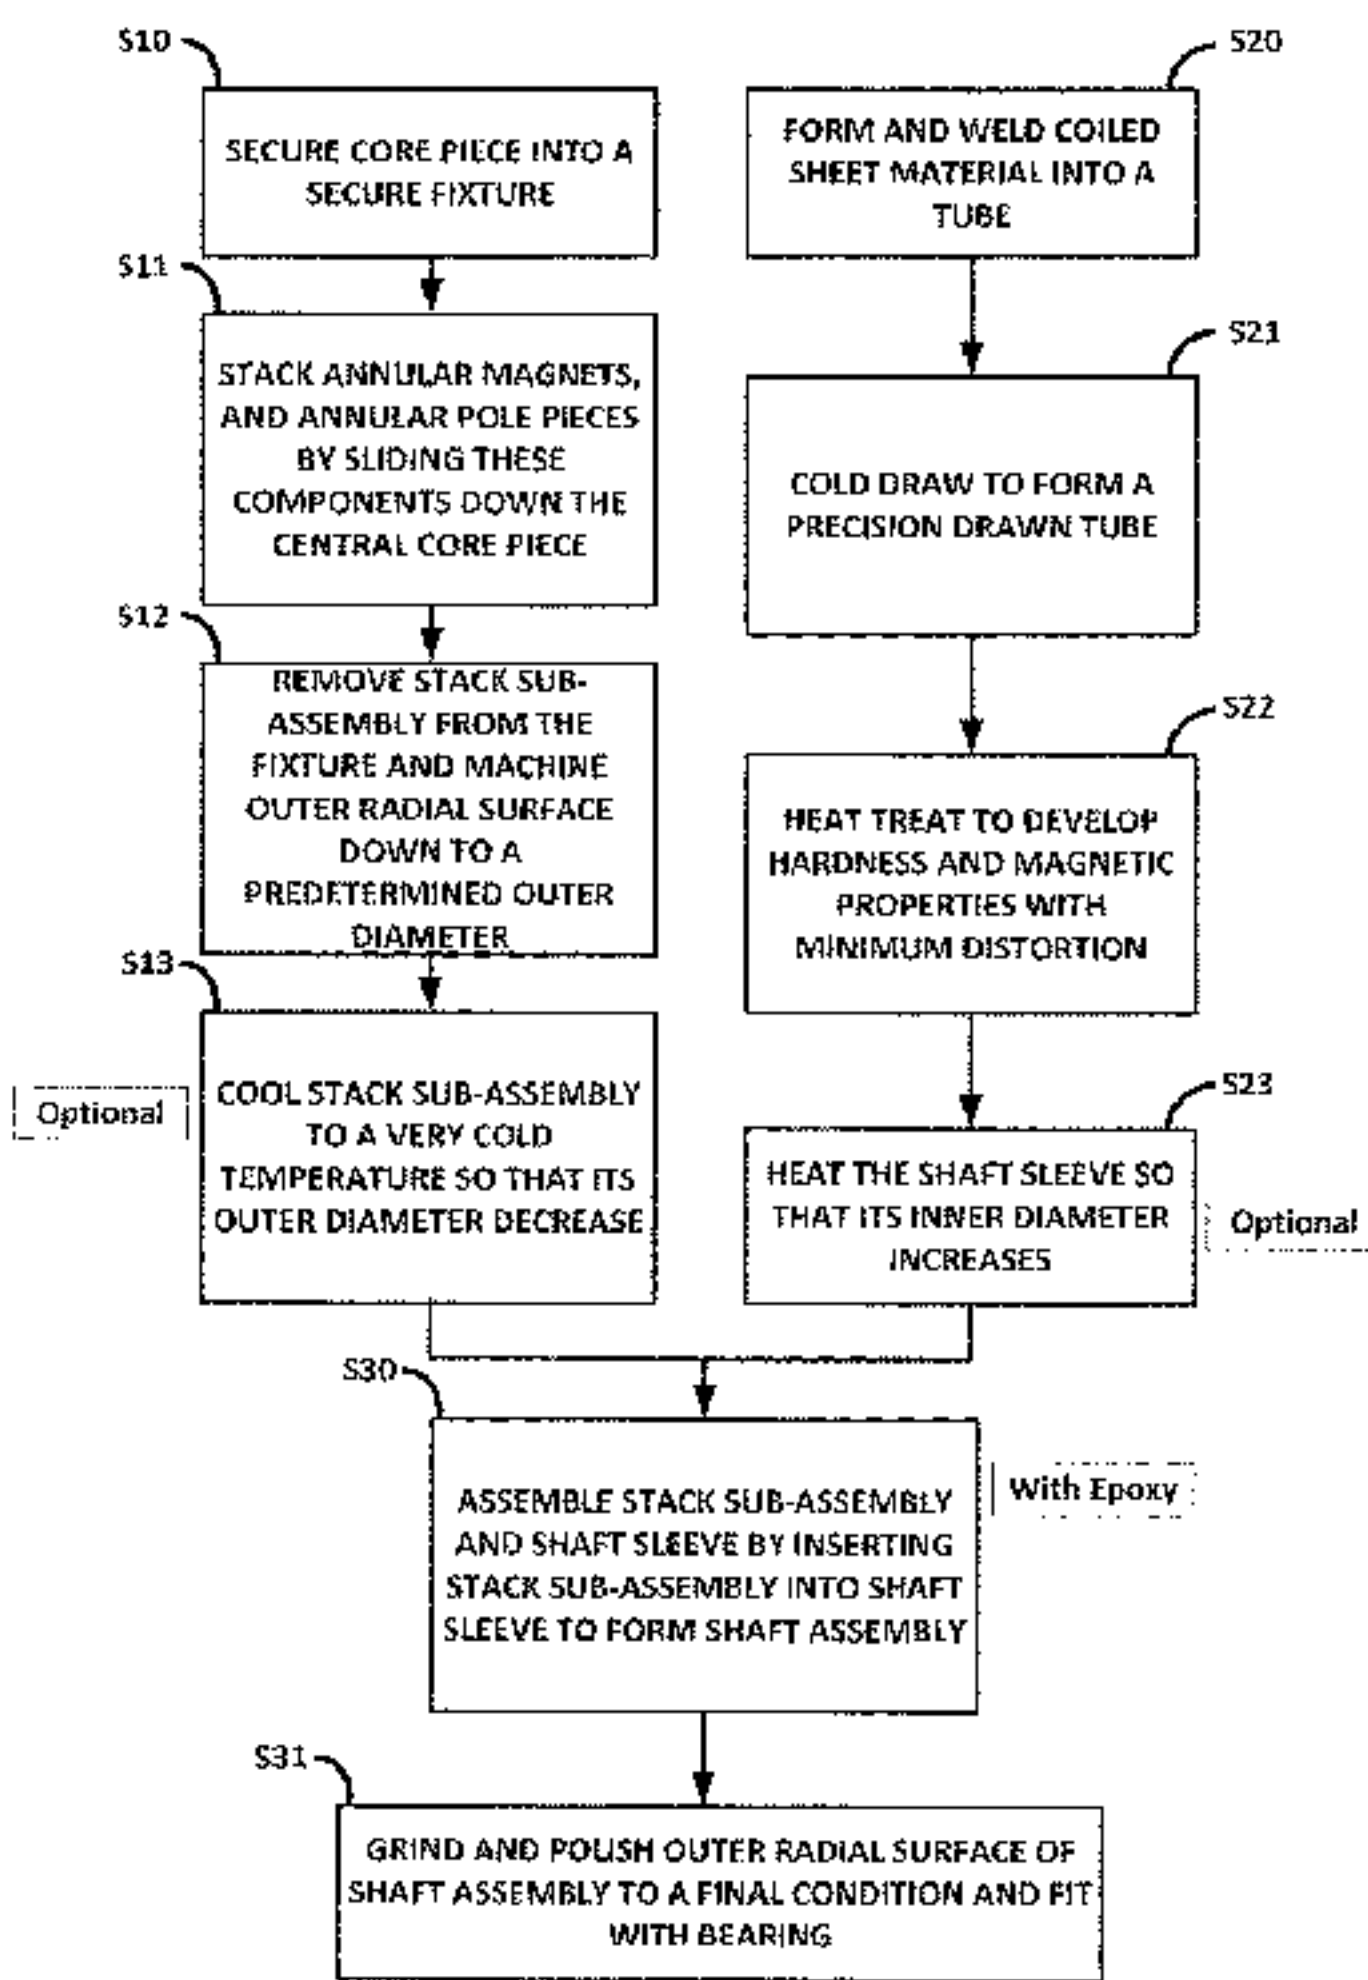 S10
SECURE CORE PIECE INTO A
SECURE FIXTURE
S11
STACK ANNULAR MAGNETS,
AND ANNULAR POLE PIECES
BY SLIDING THESE
COMPONENTS DOWN THE
CENTRAL CORE PIECE
S12
REMOVE STACK SUB-
ASSEMBLY FROM THE
FIXTURE AND MACHINE
OUTER RADIAL SURFACE
DOWN TO A
PREDETERMINED OUTER
DIAMETER
S13
Optional
COOL STACK SUB-ASSEMBLY
TO A VERY COLD
TEMPERATURE SO THAT ITS
OUTER DIAMETER DECREASE
S20
FORM AND WELD COILED
SHEET MATERIAL INTO A
TUBE
S21
COLD DRAW TO FORM A
PRECISION DRAWN TUBE
S22
HEAT TREAT TO DEVELOP
HARDNESS AND MAGNETIC
PROPERTIES WITH
MINIMUM DISTORTION
S23
HEAT THE SHAFT SLEEVE SO
THAT ITS INNER DIAMETER
INCREASES
Optional
S30
ASSEMBLE STACK SUB-ASSEMBLY
AND SHAFT SLEEVE BY INSERTING
STACK SUB-ASSEMBLY INTO SHAFT
SLEEVE TO FORM SHAFT ASSEMBLY
With Epoxy
S31
GRIND AND POLISH OUTER RADIAL SURFACE OF
SHAFT ASSEMBLY TO A FINAL CONDITION AND FIT
WITH BEARING